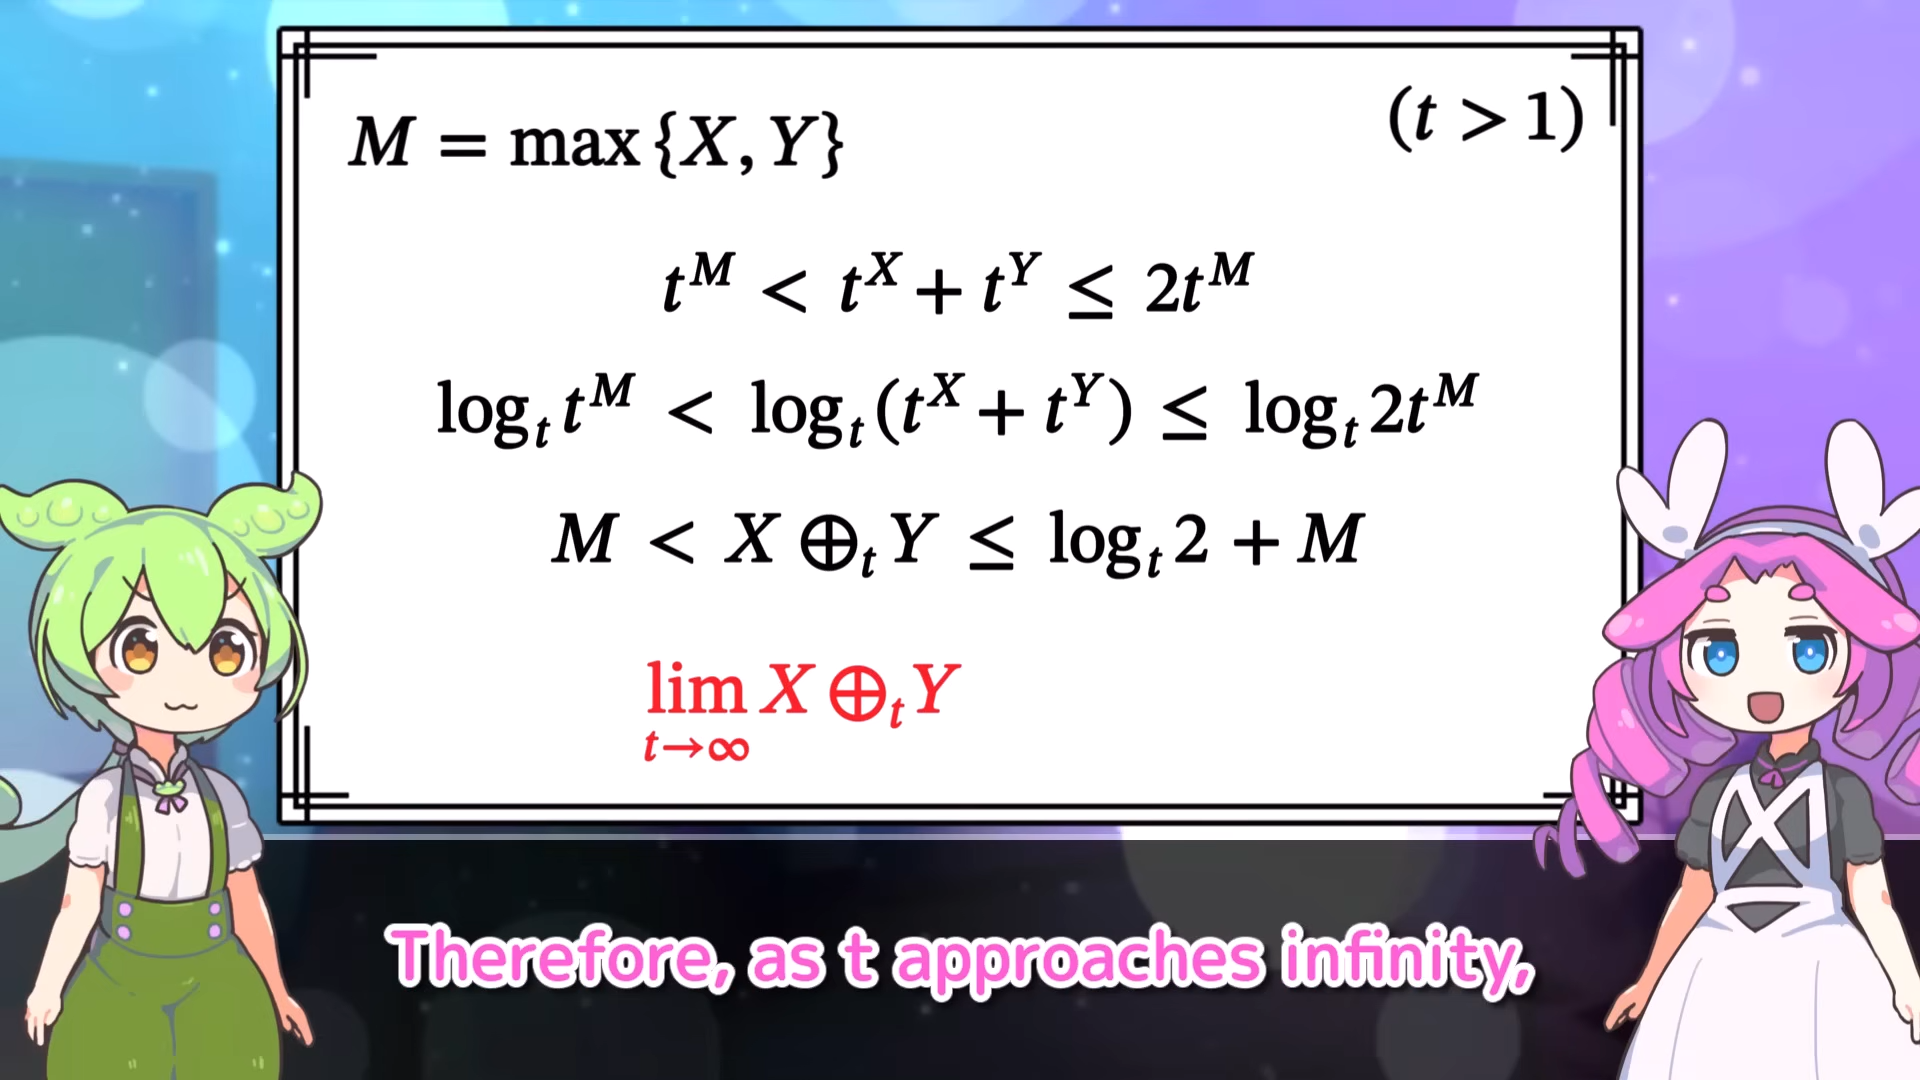 M = max {X, Y}
(t > 1)
t^M < t^X + t^Y ≤ 2t^M
log_t t^M < log_t (t^X + t^Y) ≤ log_t 2t^M
M < X ⊕_t Y ≤ log_t 2 + M
lim_{t→∞} X ⊕_t Y
Therefore, as t approaches infinity,